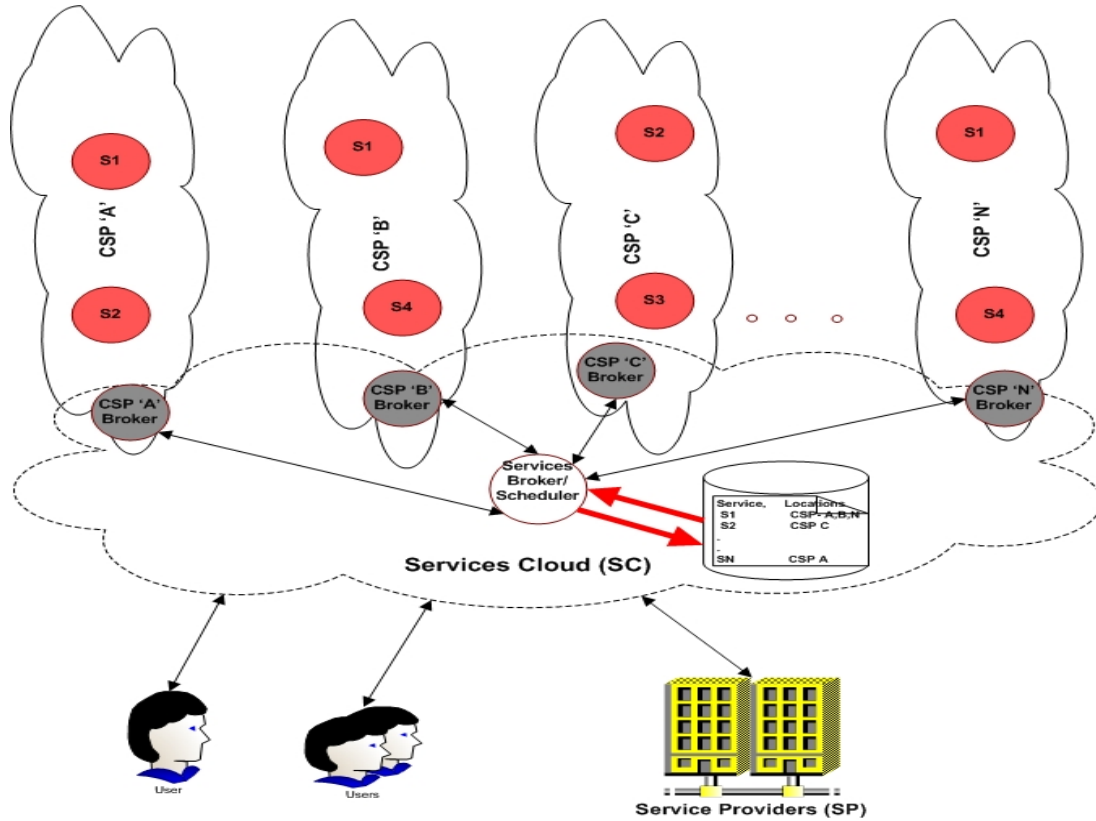 S1
S1
S2
S1
CSP 'A'
CSP 'B'
CSP 'C'
CSP 'N'
S2
S4
S3
S4
CSP 'A'
Broker
CSP 'B'
Broker
CSP 'C'
Broker
CSP 'N'
Broker
Services
Broker/
Scheduler
Service, Locations
S1 CSP- A,B,N
S2 CSP C
.
.
SN CSP A
Services Cloud (SC)
User
Users
Service Providers (SP)